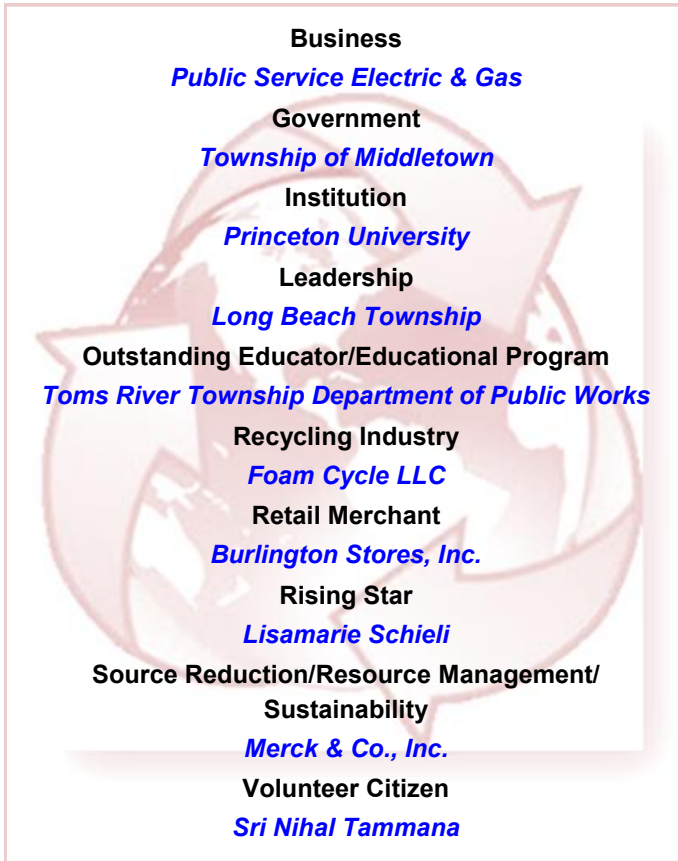 Business
Public Service Electric & Gas
Government
Township of Middletown
Institution
Princeton University
Leadership
Long Beach Township
Outstanding Educator/Educational Program
Toms River Township Department of Public Works
Recycling Industry
Foam Cycle LLC
Retail Merchant
Burlington Stores, Inc.
Rising Star
Lisamarie Schieli
Source Reduction/Resource Management/
Sustainability
Merck & Co., Inc.
Volunteer Citizen
Sri Nihal Tammana